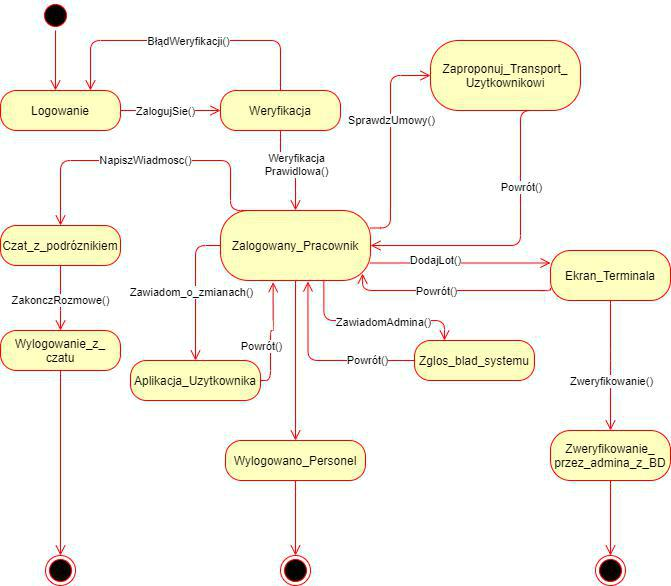 BłądWeryfikacji()
Zaproponuj_Transport_
Uzytkownikowi
Logowanie
ZalogujSie()
Weryfikacja
SprawdzUmowy()
NapiszWiadmosc()
Weryfikacja
Prawidlowa()
Powrót()
Czat_z_podróznikiem
Zalogowany_Pracownik
DodajLot()
Ekran_Terminala
Powrót()
Zawiadom_o_zmianach()
ZakonczRozmowe()
ZawiadomAdmina()
Wylogowanie_z_
czatu
Powrót()
Powrót()
Zglos_blad_systemu
Aplikacja_Uzytkownika
Zweryfikowanie()
Wylogowano_Personel
Zweryfikowanie_
przez_admina_z_BD